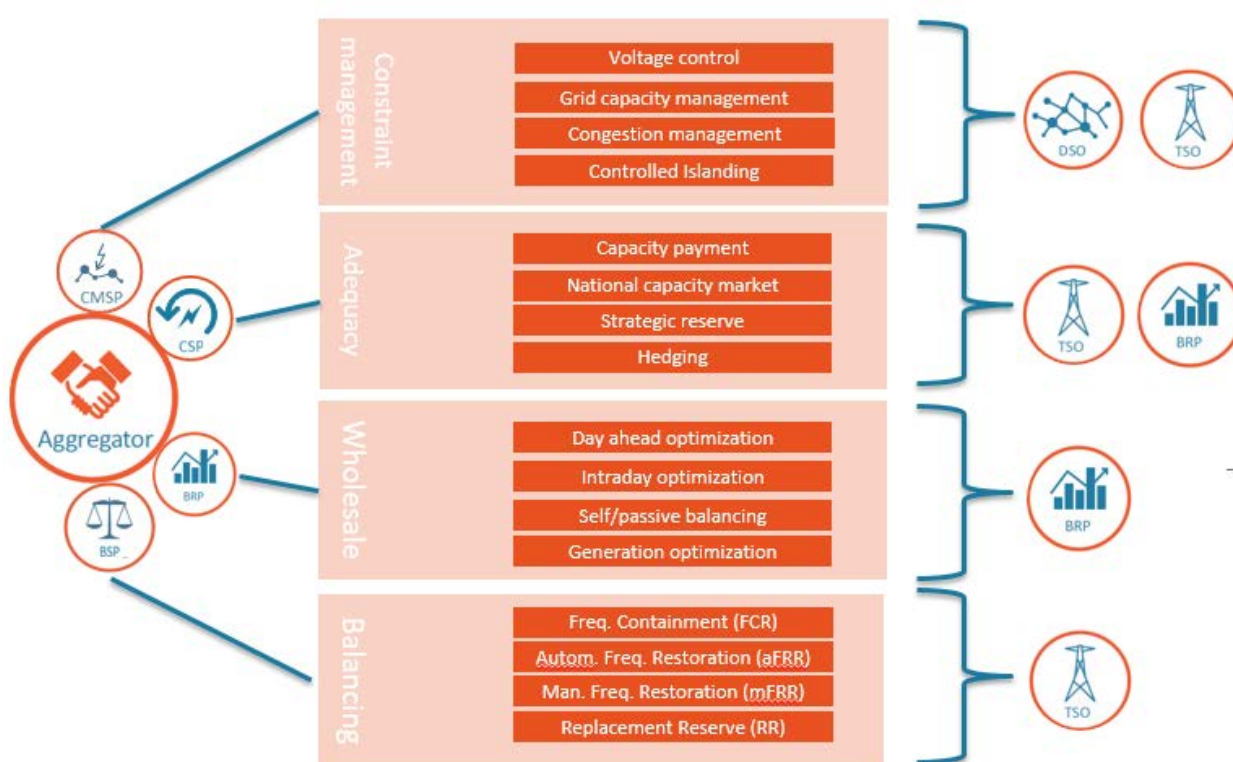 Constraint
management
Voltage control
Grid capacity management
Congestion management
Controlled Islanding
DSO
TSO
Adequacy
Capacity payment
National capacity market
Strategic reserve
Hedging
TSO
BRP
CMSP
CSP
Aggregator
BRP
BSP
Wholesale
Day ahead optimization
Intraday optimization
Self/passive balancing
Generation optimization
BRP
Balancing
Freq. Containment (FCR)
Autom. Freq. Restoration (aFRR)
Man. Freq. Restoration (mFRR)
Replacement Reserve (RR)
TSO